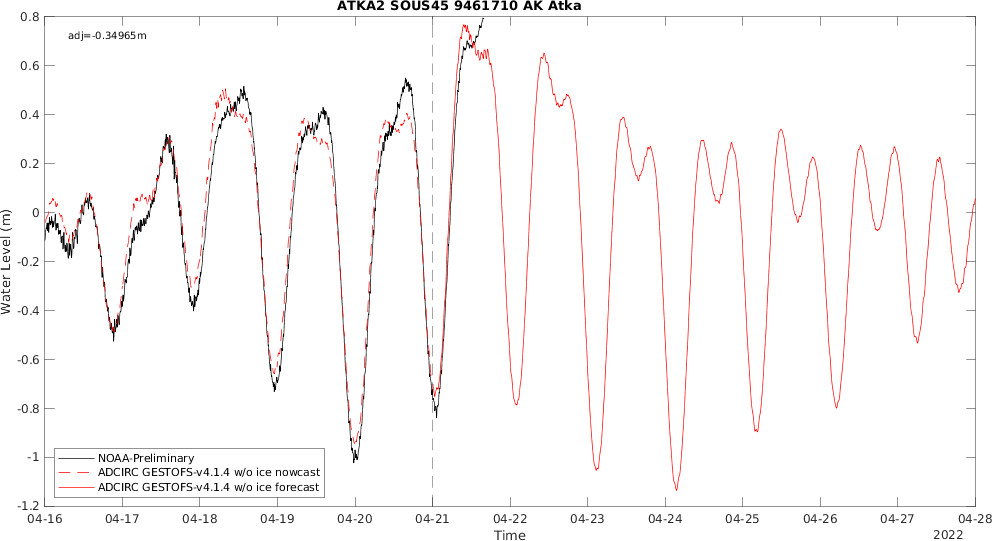 ATKA2 SOUS45 9461710 AK Atka
adj=-0.34965m
0.8
0.6
0.4
0.2
0
-0.2
-0.4
-0.6
-0.8
-1
-1.2
Water Level (m)
NOAA-Preliminary
ADCIRC GESTOFS-v4.1.4 w/o ice nowcast
ADCIRC GESTOFS-v4.1.4 w/o ice forecast
04-16 04-17 04-18 04-19 04-20 04-21 04-22 04-23 04-24 04-25 04-26 04-27 04-28
Time
2022